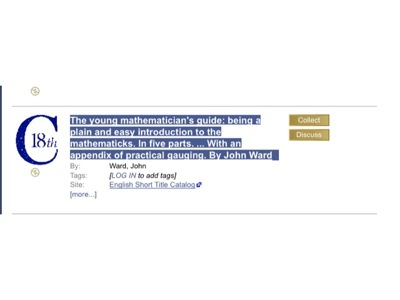 The young mathematician's guide: being a
plain and easy introduction to the
mathematicks. In five parts. ... With an
appendix of practical gauging. By John Ward
By: Ward, John
Tags: [LOG IN to add tags]
Site: English Short Title Catalog
[more...]
C 18th
Collect
Discuss